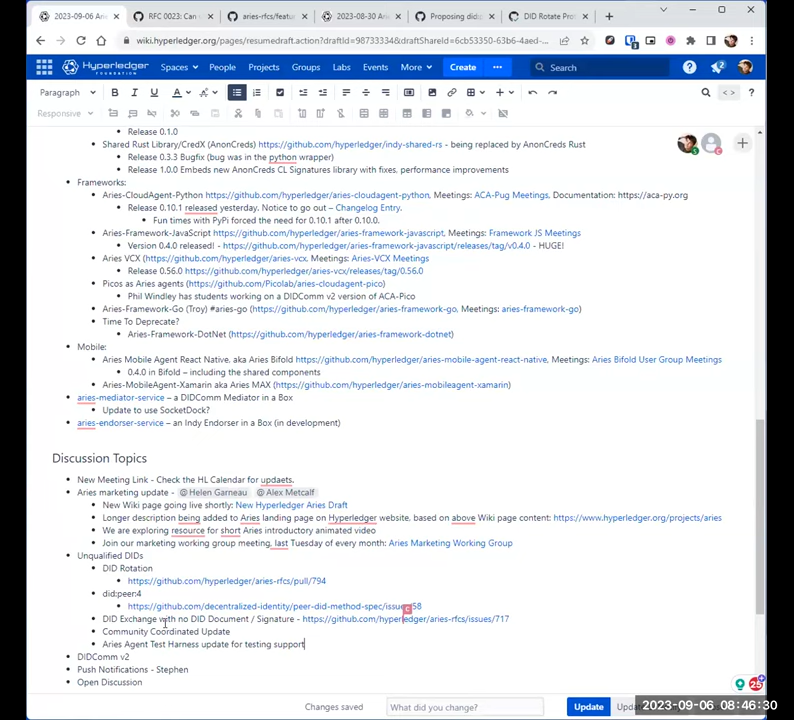 2023-09-06 Arie
RFC 0023: Can
aries-rfcs/featur
2023-08-30 Arie
Proposing did:p
DID Rotate Prot
wiki.hyperledger.org/pages/resumedraft.action?draftId=98733334&draftShareId=6cb53350-63b6-4aed-
HYPERLEDGER FOUNDATION Spaces People Projects Groups Labs Events More Create Search
Paragraph B I U A
Responsive
Release 0.1.0
Shared Rust Library/CredX (AnonCreds) https://github.com/hyperledger/indy-shared-rs - being replaced by AnonCreds Rust
Release 0.3.3 Bugfix (bug was in the python wrapper)
Release 1.0.0 Embeds new AnonCreds CL Signatures library with fixes, performance improvements
Frameworks:
Aries-CloudAgent-Python https://github.com/hyperledger/aries-cloudagent-python, Meetings: ACA-Pug Meetings, Documentation: https://aca-py.org
Release 0.10.1 released yesterday. Notice to go out – Changelog Entry.
Fun times with PyPi forced the need for 0.10.1 after 0.10.0.
Aries-Framework-JavaScript https://github.com/hyperledger/aries-framework-javascript, Meetings: Framework JS Meetings
Version 0.4.0 released! - https://github.com/hyperledger/aries-framework-javascript/releases/tag/v0.4.0 - HUGE!
Aries VCX (https://github.com/hyperledger/aries-vcx, Meetings: Aries-VCX Meetings
Release 0.56.0 https://github.com/hyperledger/aries-vcx/releases/tag/0.56.0
Picos as Aries agents (https://github.com/Picolab/aries-cloudagent-pico)
Phil Windley has students working on a DIDComm v2 version of ACA-Pico
Aries-Framework-Go (Troy) #aries-go (https://github.com/hyperledger/aries-framework-go, Meetings: aries-framework-go)
Time To Deprecate?
Aries-Framework-DotNet (https://github.com/hyperledger/aries-framework-dotnet)
Mobile:
Aries Mobile Agent React Native, aka Aries Bifold https://github.com/hyperledger/aries-mobile-agent-react-native, Meetings: Aries Bifold User Group Meetings
0.4.0 in Bifold – including the shared components
Aries-MobileAgent-Xamarin aka Aries MAX (https://github.com/hyperledger/aries-mobileagent-xamarin)
aries-mediator-service – a DIDComm Mediator in a Box
Update to use SocketDock?
aries-endorser-service – an Indy Endorser in a Box (in development)
Discussion Topics
New Meeting Link - Check the HL Calendar for updaets.
Aries marketing update - @Helen Garneau @Alex Metcalf
New Wiki page going live shortly: New Hyperledger Aries Draft
Longer description being added to Aries landing page on Hyperledger website, based on above Wiki page content: https://www.hyperledger.org/projects/aries
We are exploring resource for short Aries introductory animated video
Join our marketing working group meeting, last Tuesday of every month: Aries Marketing Working Group
Unqualified DIDs
DID Rotation
https://github.com/hyperledger/aries-rfcs/pull/794
did:peer:4
https://github.com/decentralized-identity/peer-did-method-spec/issues/58
DID Exchange with no DID Document / Signature - https://github.com/hyperledger/aries-rfcs/issues/717
Community Coordinated Update
Aries Agent Test Harness update for testing support
DIDComm v2
Push Notifications - Stephen
Open Discussion
Changes saved What did you change? Update
2023-09-06 08:46:30